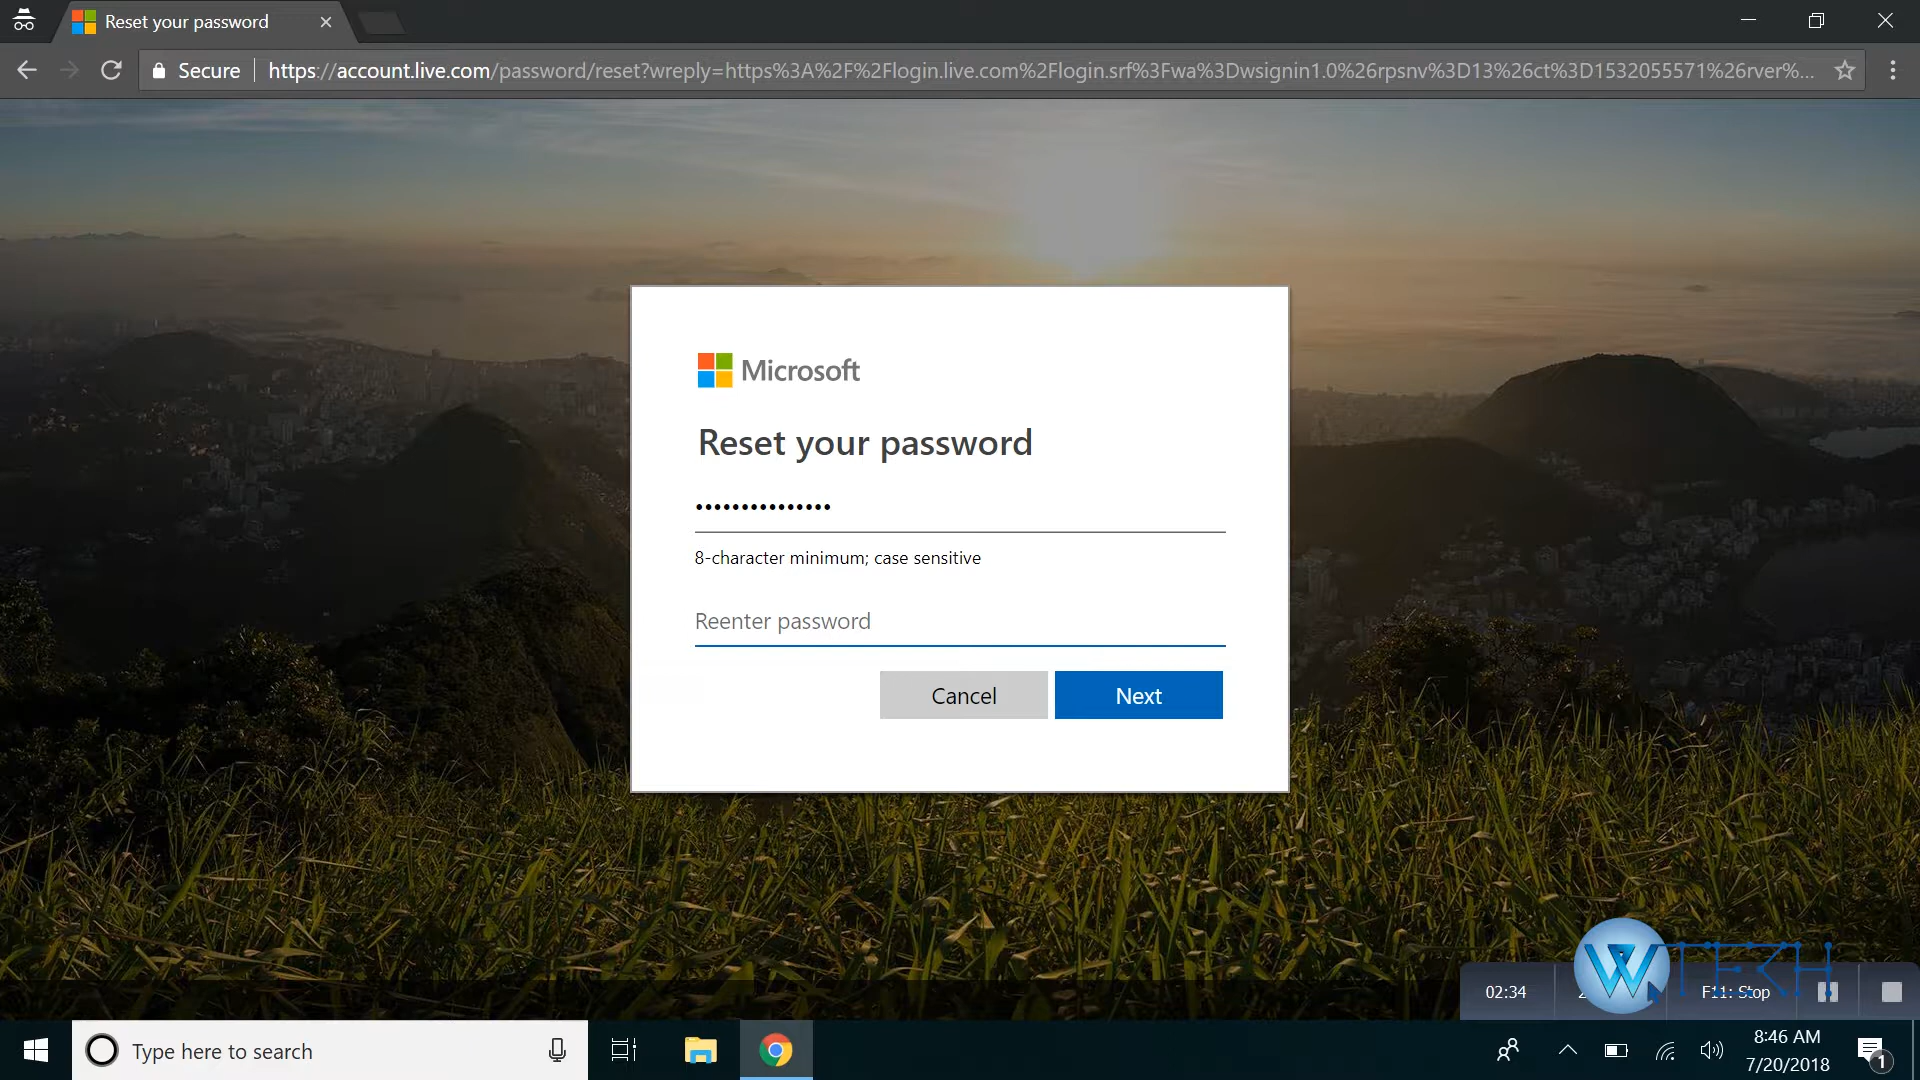 Reset your password
Secure
https://account.live.com/password/reset?wreply=https%3A%2F%2Flogin.live.com%2Flogin.srf%3Fwa%3Dwsignin1.0%26rpsnv%3D13%26ct%3D1532055571%26rver%...
Microsoft
Reset your password
•••••••••••••••
8-character minimum; case sensitive
Reenter password
Cancel
Next
WTEKH
02:34
F11: Stop
Type here to search
8:46 AM
7/20/2018
1